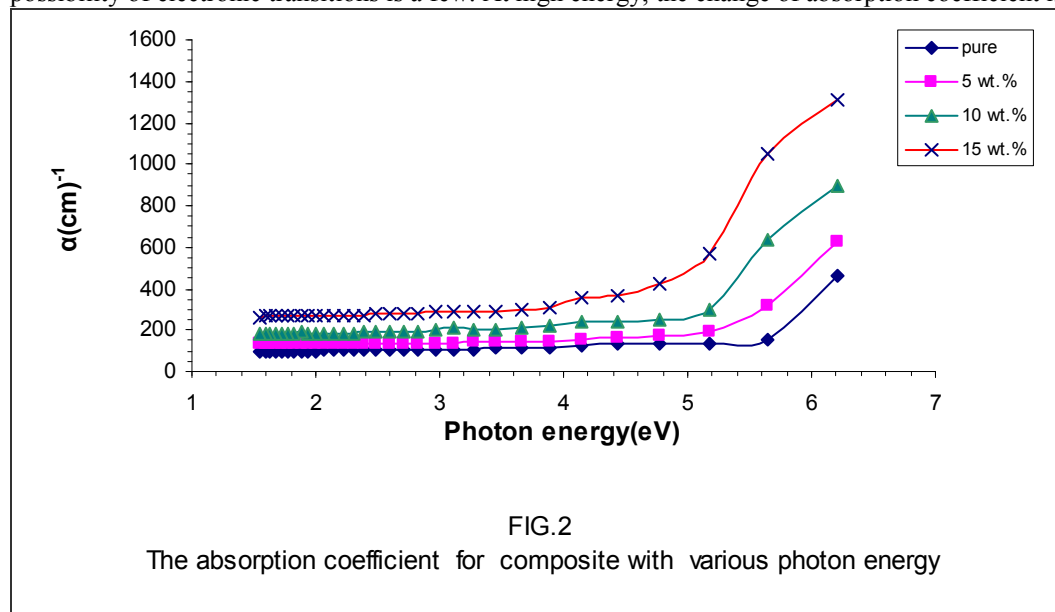 possibility of electronic transitions is a few. At high energy, the change of absorption coefficient
1600
1400
1200
1000
800
600
400
200
0
α(cm)-1
1 2 3 4 5 6 7
Photon energy(eV)
pure
5 wt.%
10 wt.%
15 wt.%
FIG.2
The absorption coefficient for composite with various photon energy